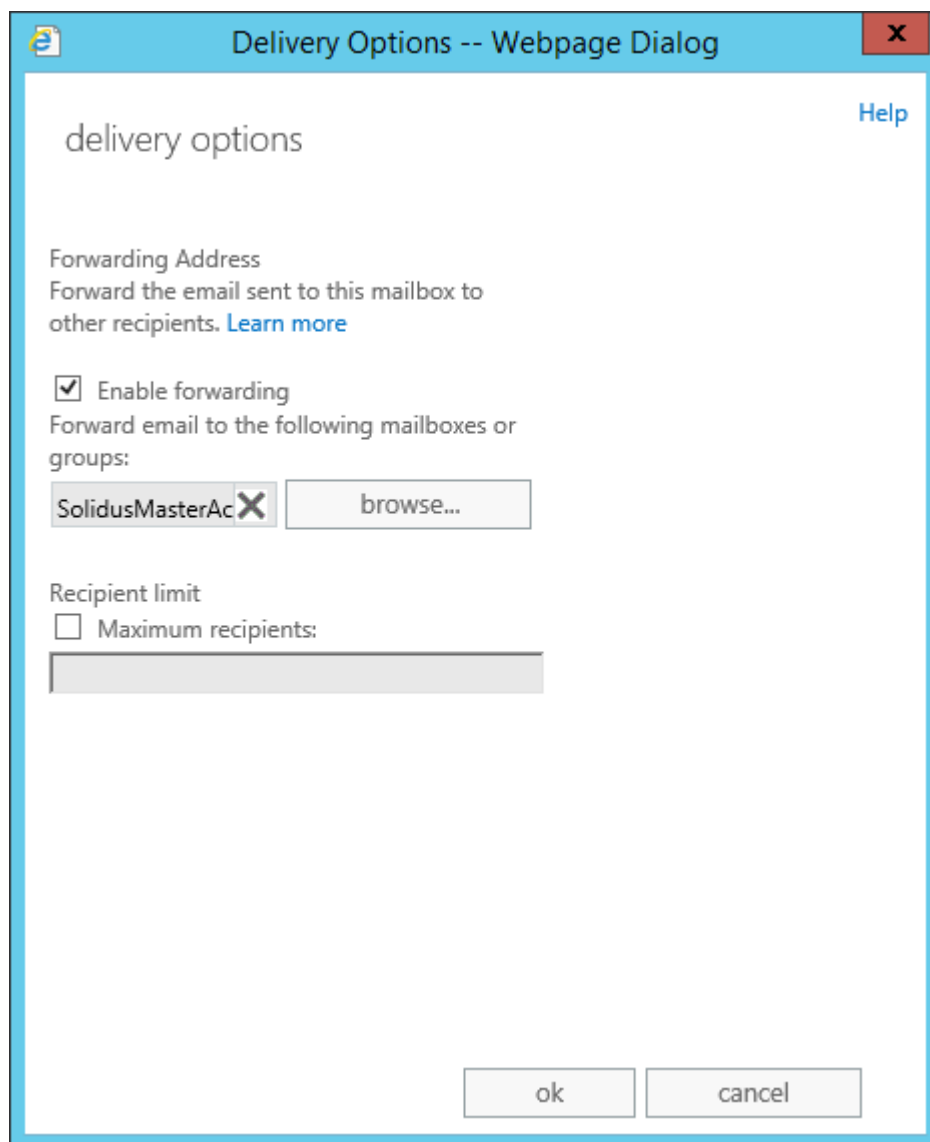 Delivery Options -- Webpage Dialog
x
Help
delivery options
Forwarding Address
Forward the email sent to this mailbox to
other recipients. Learn more
Enable forwarding
Forward email to the following mailboxes or
groups:
SolidusMasterAc
browse...
Recipient limit
Maximum recipients:
ok
cancel